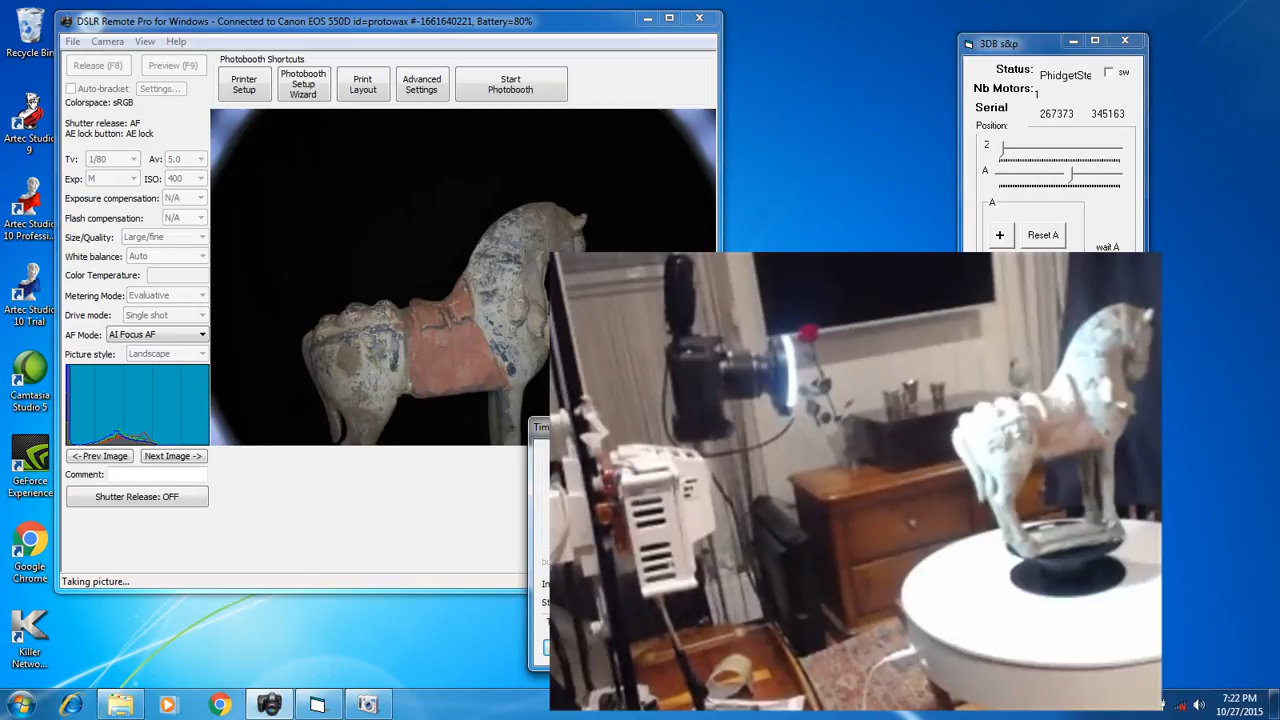 Recycle Bin
Artec Studio
9
Artec Studio
10 Professi...
Artec Studio
10 Trial
Camtasia
Studio 5
GeForce
Experience
Google
Chrome
Killer
Netwo...
DSLR Remote Pro for Windows - Connected to Canon EOS 550D id=protowax #-1661640221, Battery=80%
File Camera View Help
Release (F8) Preview (F9)
Auto-bracket Settings...
Colorspace: sRGB
Shutter release: AF
AE lock button: AE lock
Tv: 1/80 Av: 5.0
Exp: M ISO: 400
Exposure compensation: N/A
Flash compensation: N/A
Size/Quality: Large/fine
White balance: Auto
Color Temperature:
Metering Mode: Evaluative
Drive mode: Single shot
AF Mode: AI Focus AF
Picture style: Landscape
<- Prev Image Next Image ->
Comment:
Shutter Release: OFF
Taking picture...
Photobooth Shortcuts
Printer
Setup
Photobooth
Setup
Wizard
Print
Layout
Advanced
Settings
Start
Photobooth
3DB s&p
Status: PhidgetSte sw
Nb Motors: 1
Serial 267373 345163
Position:
Z
A
A
+ Reset A
wait A
7:22 PM
10/27/2015